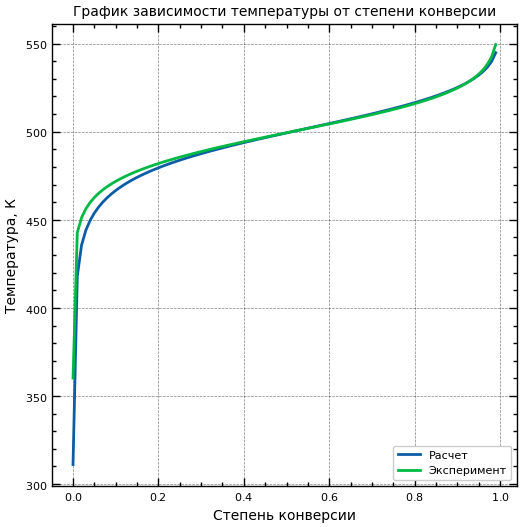 График зависимости температуры от степени конверсии
550
500
450
400
350
300
Температура, К
0.0 0.2 0.4 0.6 0.8 1.0
Степень конверсии
Расчет
Эксперимент